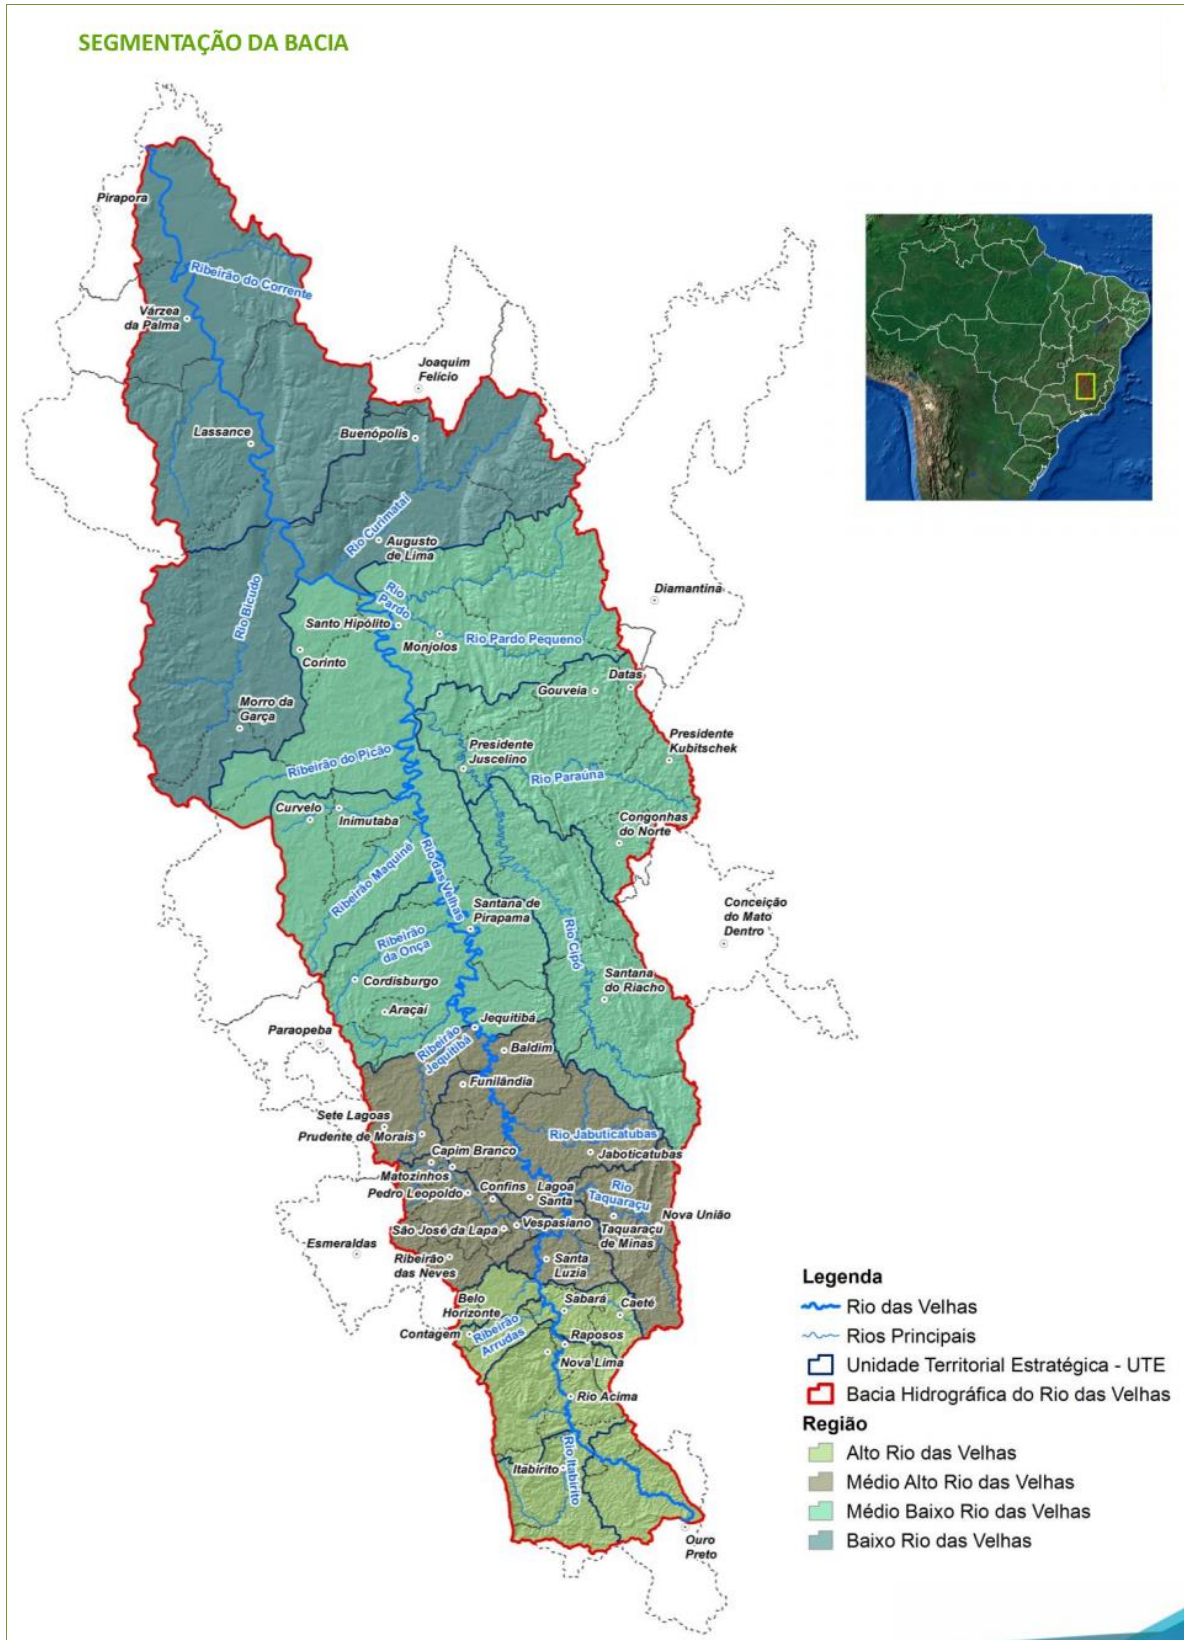 SEGMENTAÇÃO DA BACIA
Pirapora
Ribeirão do Corrente
Várzea
da Palma
Joaquim
Felício
Lassance
Buenópolis
Rio Curimataí
Augusto
de Lima
Rio Bicudo
Rio
Pardo
Diamantina
Santo Hipólito
Rio Pardo Pequeno
Monjolos
Corinto
Datas
Gouveia
Morro da
Garça
Presidente
Kubitschek
Presidente
Juscelino
Ribeirão do Picão
Rio Paraúna
Curvelo
Inimutaba
Congonhas
do Norte
Ribeirão Maquiné
Rio das Velhas
Santana de
Pirapama
Conceição
do Mato
Dentro
Ribeirão
da Onça
Rio Cipó
Cordisburgo
Santana
do Riacho
Araçaí
Jequitibá
Paraopeba
Ribeirão
Jequitibá
Baldim
Funilândia
Sete Lagoas
Prudente de Morais
Rio Jabuticatubas
Capim Branco
Jaboticatubas
Matozinhos
Pedro Leopoldo
Confins
Lagoa
Santa
Rio
Taquaraçu
Nova União
São José da Lapa
Vespasiano
Taquaraçu
de Minas
Esmeraldas
Ribeirão
das Neves
Santa
Luzia
Belo
Horizonte
Sabará
Caeté
Contagem
Ribeirão
Arrudas
Raposos
Nova Lima
Rio Acima
Itabirito
Rio Itabirito
Ouro
Preto
Legenda
Rio das Velhas
Rios Principais
Unidade Territorial Estratégica - UTE
Bacia Hidrográfica do Rio das Velhas
Região
Alto Rio das Velhas
Médio Alto Rio das Velhas
Médio Baixo Rio das Velhas
Baixo Rio das Velhas